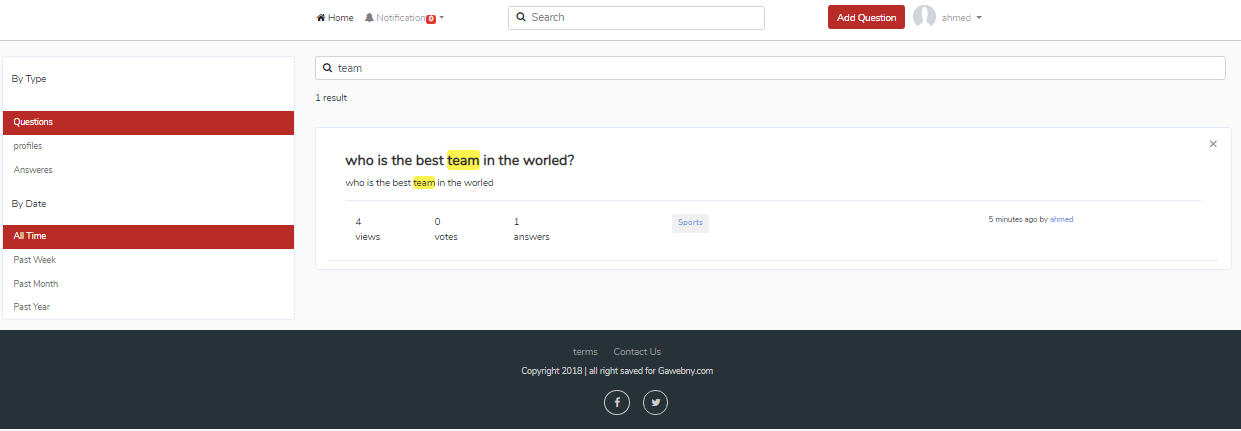 Home Notification 0 Search Add Question ahmed
By Type
Questions
profiles
Answeres
By Date
All Time
Past Week
Past Month
Past Year
team
1 result
×
who is the best team in the worled?
who is the best team in the worled
4 0 1 Sports 5 minutes ago by ahmed
views votes answers
terms Contact Us
Copyright 2018 | all right saved for Gawebny.com